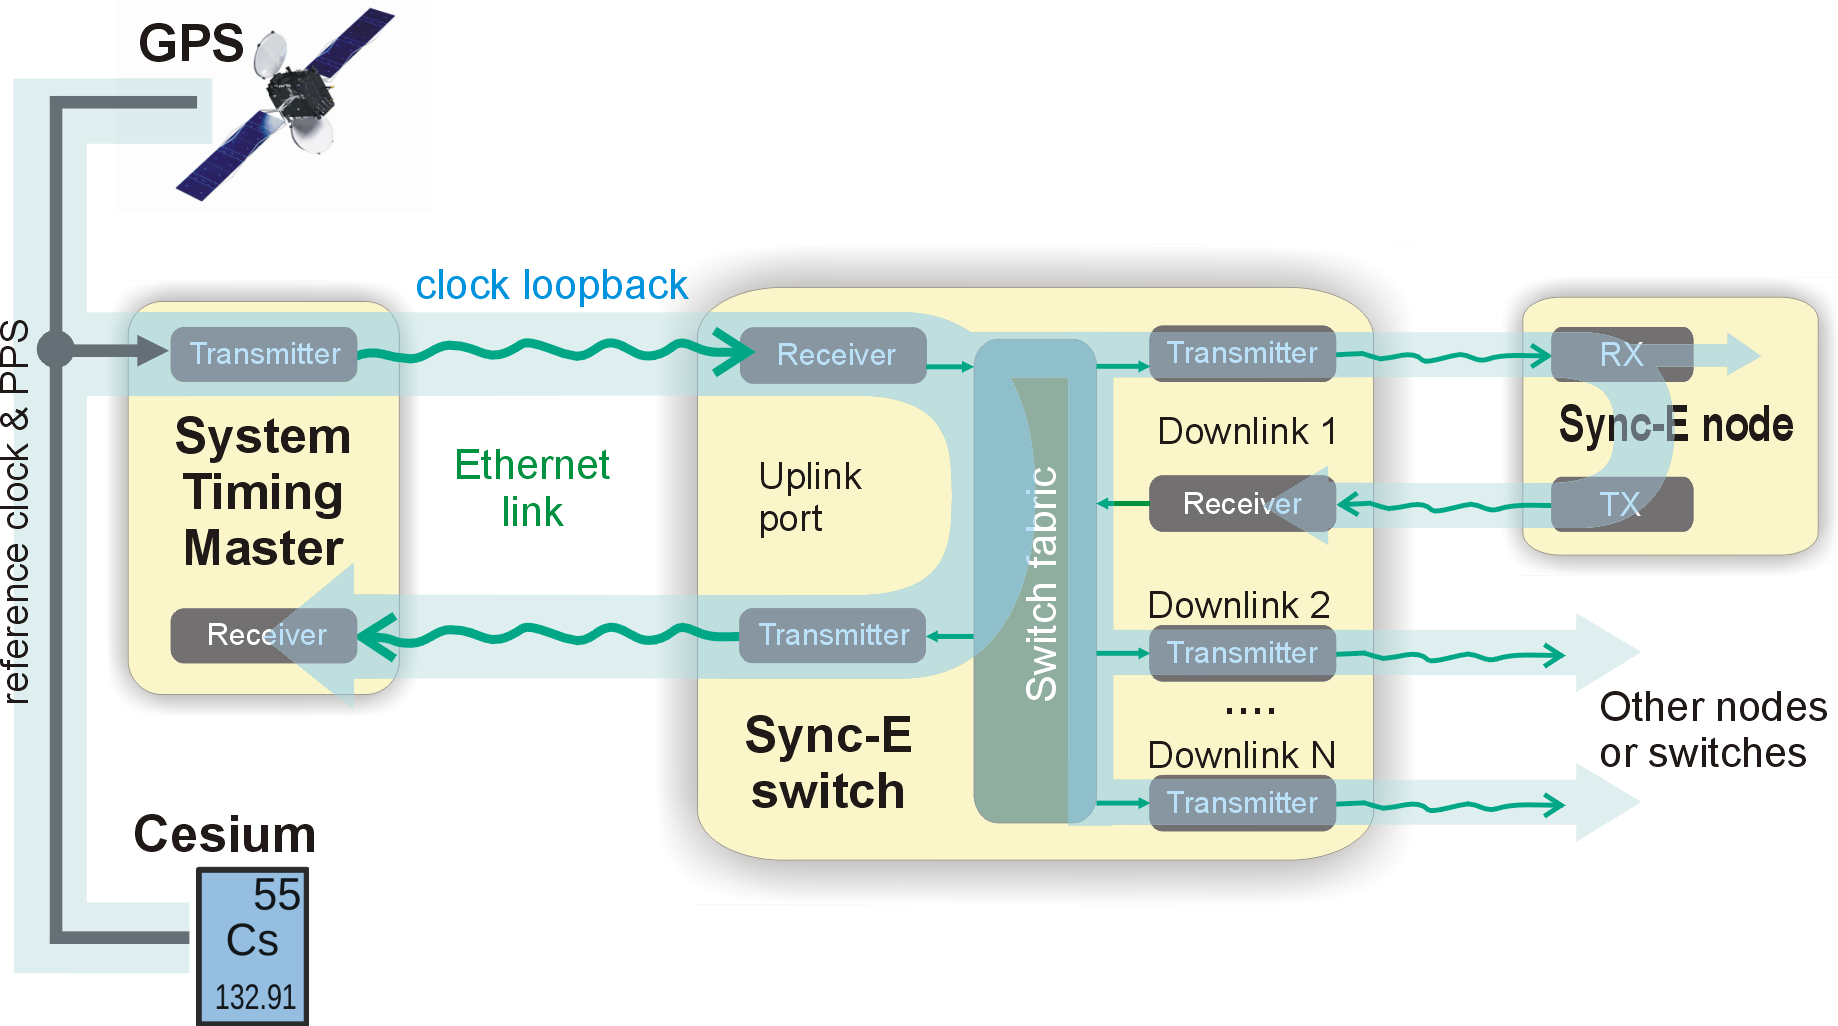 GPS
reference clock & PPS
clock loopback
Transmitter
Receiver
Transmitter
RX
System
Timing
Master
Ethernet
link
Uplink
port
Switch fabric
Downlink 1
Sync-E node
Receiver
TX
Receiver
Transmitter
Downlink 2
Transmitter
....
Sync-E
switch
Downlink N
Transmitter
Other nodes
or switches
Cesium
55
Cs
132.91